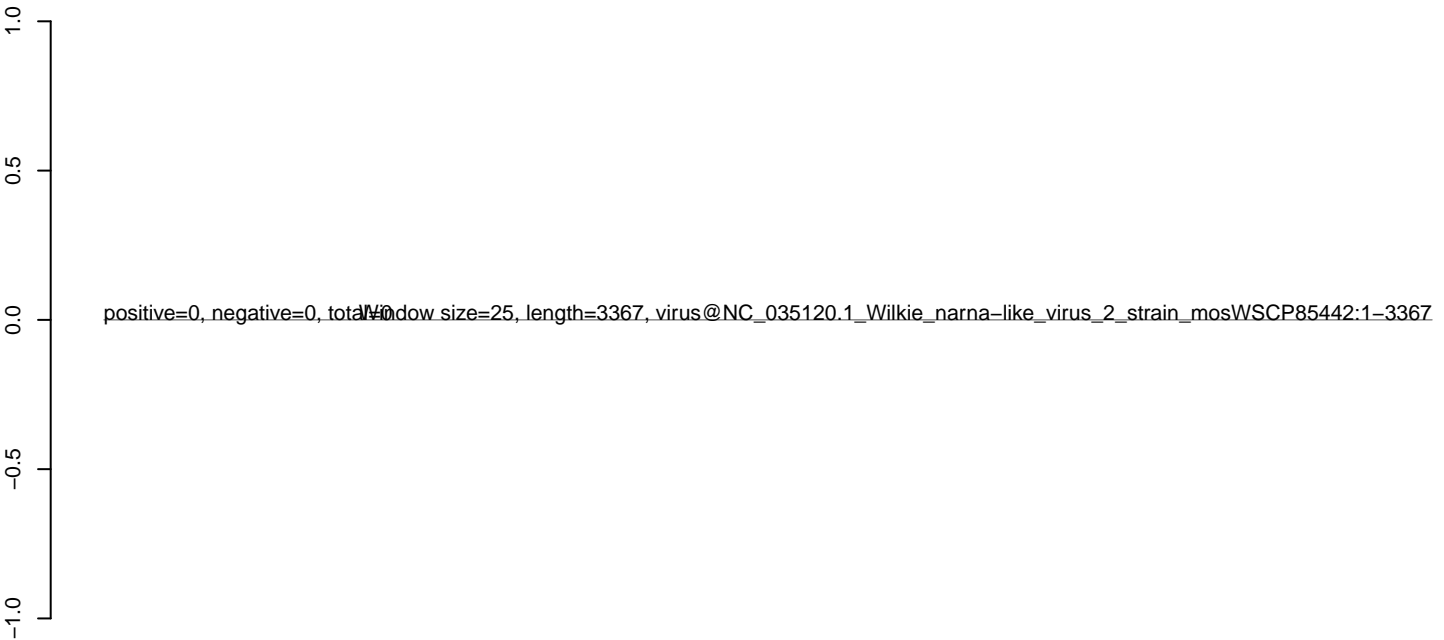 1.0
0.5
0.0
−0.5
−1.0
positive=0, negative=0, total=0
Window size=25, length=3367, virus@NC_035120.1_Wilkie_narna−like_virus_2_strain_mosWSCP85442:1−3367